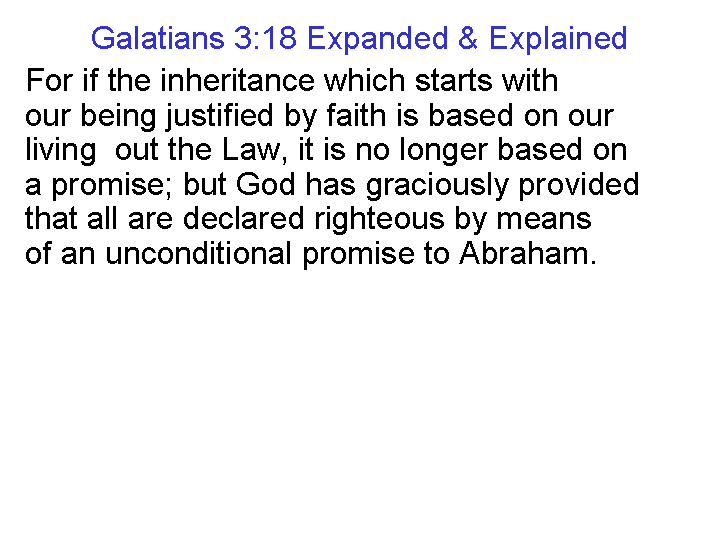 Galatians 3:18 Expanded & Explained
For if the inheritance which starts with
our being justified by faith is based on our
living  out the Law, it is no longer based on
a promise; but God has graciously provided
that all are declared righteous by means
of an unconditional promise to Abraham.